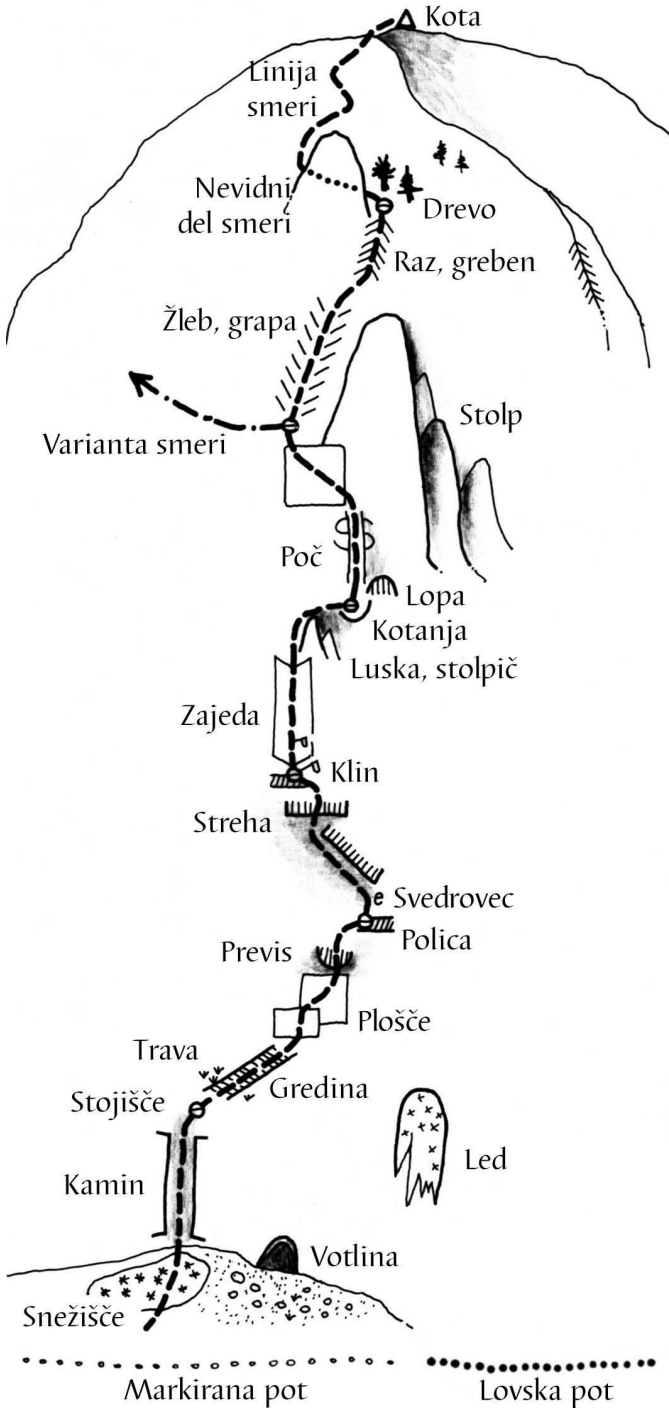 Kota
Linija
smeri
Nevidni
del smeri
Drevo
Raz, greben
Žleb, grapa
Stolp
Varianta smeri
Poč
Lopa
Kotanja
Luska, stolpič
Zajeda
Klin
Streha
Svedrovec
Polica
Previs
Plošče
Trava
Gredina
Stojišče
Led
Kamin
Votlina
Snežišče
Markirana pot
Lovska pot